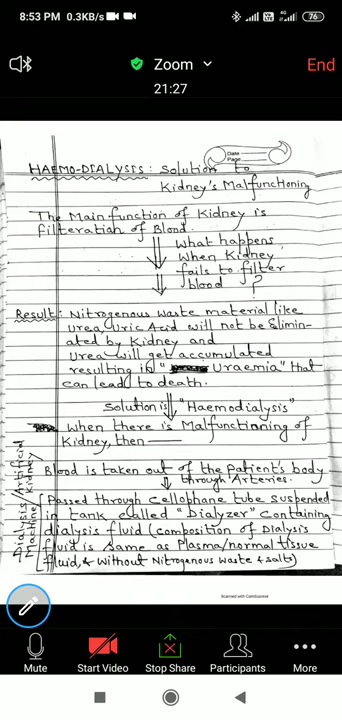 8:53 PM 0.3KB/s
4G
76
Zoom
End
21:27
Date
Page
HAEMO-DIALYSIS: Solution to
Kidney's Malfunctioning
The Main function of Kidney is
filteration of Blood.
What happens
When Kidney
fails to filter
blood ?
Result: Nitrogenous waste material like
Urea, Uric Acid will not be Elimin-
ated by Kidney and
Urea will get accumulated
resulting in "Uraemia" that
can lead to death.
Solution is "Haemodialysis"
When there is Malfunctioning of
Kidney, then
Blood is taken out of the patient's body
through Arteries.
Dialysis/Artificial
Machine/Kidney
Passed through Cellophane tube suspended
in tank called "Dialyzer" Containing
dialysis fluid (composition of Dialysis
fluid is same as Plasma/normal tissue
fluid, & Without Nitrogenous Waste & salts)
Scanned with CamScanner
Mute
Start Video
Stop Share
Participants
More